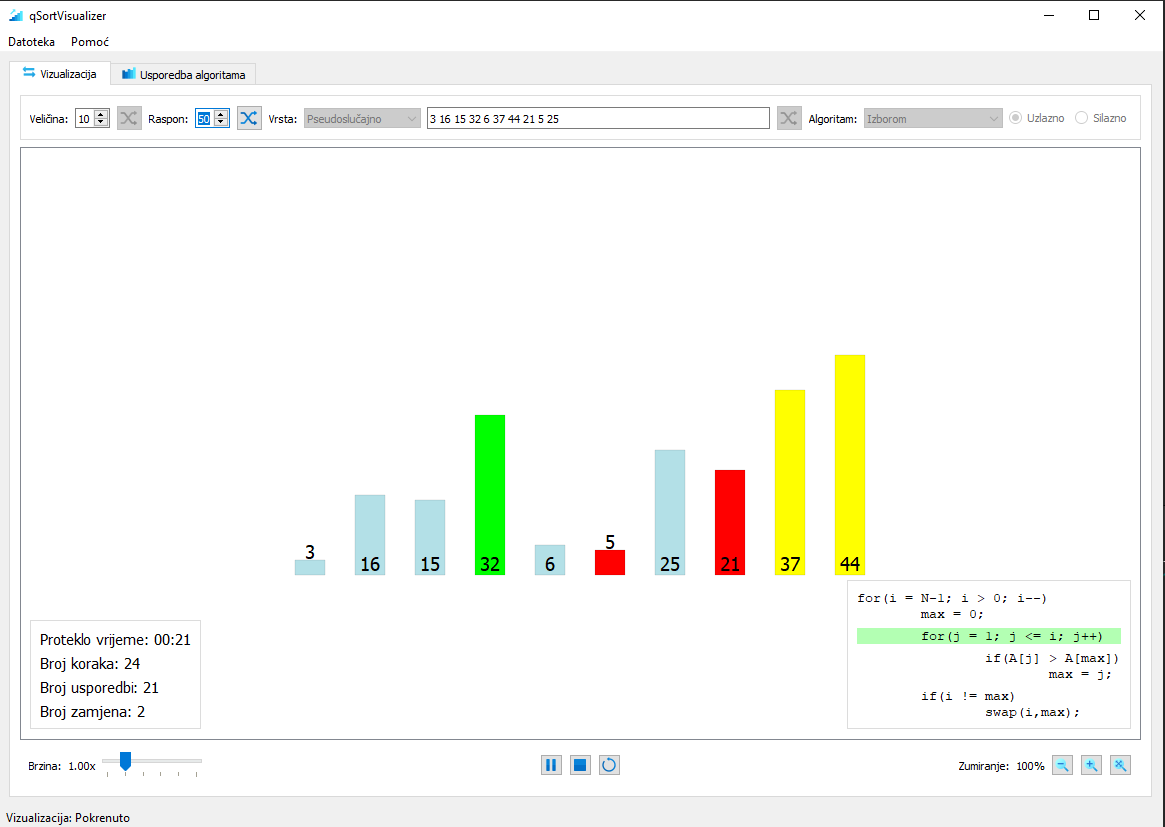 qSortVisualizer
Datoteka Pomoć
Vizualizacija Usporedba algoritama
Veličina: 10 Raspon: 50 Vrsta: Pseudoslučajno 3 16 15 32 6 37 44 21 5 25 Algoritam: Izborom Uzlazno Silazno
3 16 15 32 6 5 25 21 37 44
for(i = N-1; i > 0; i--)
max = 0;
for(j = 1; j <= i; j++)
if(A[j] > A[max])
max = j;
if(i != max)
swap(i,max);
Proteklo vrijeme: 00:21
Broj koraka: 24
Broj usporedbi: 21
Broj zamjena: 2
Brzina: 1.00x Zumiranje: 100%
Vizualizacija: Pokrenuto